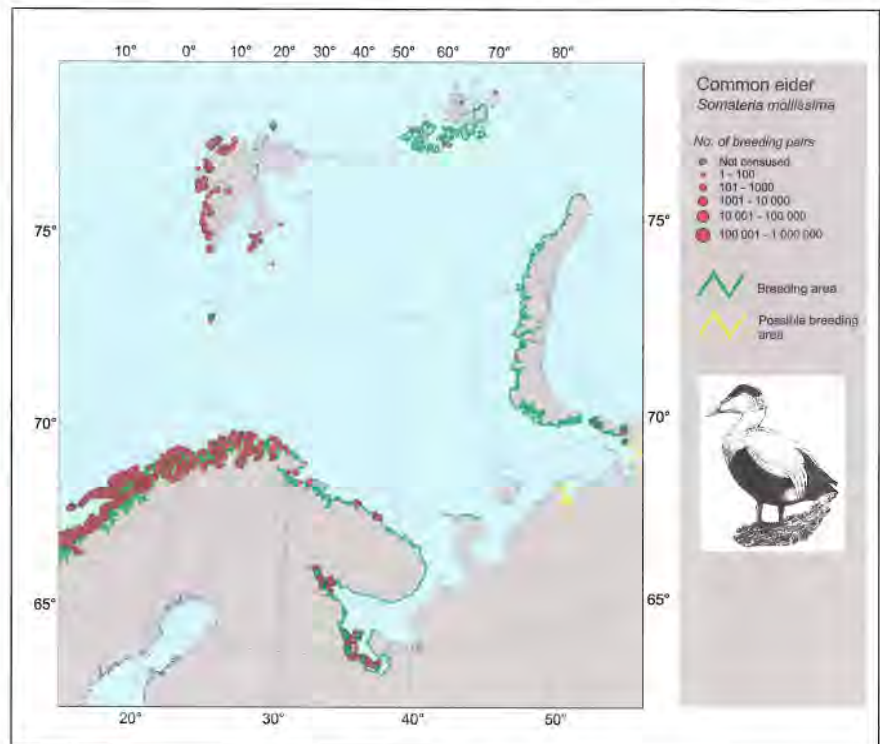 10° 0° 10° 20° 30° 40° 50° 60° 70° 80°
75°
70°
65°
75°
70°
65°
20° 30° 40° 50°
Common eider
Somateria mollissima
No. of breeding pairs
Not censused
1 - 100
101 - 1000
1001 - 10 000
10 001 - 100 000
100 001 - 1 000 000
Breeding area
Possible breeding
area